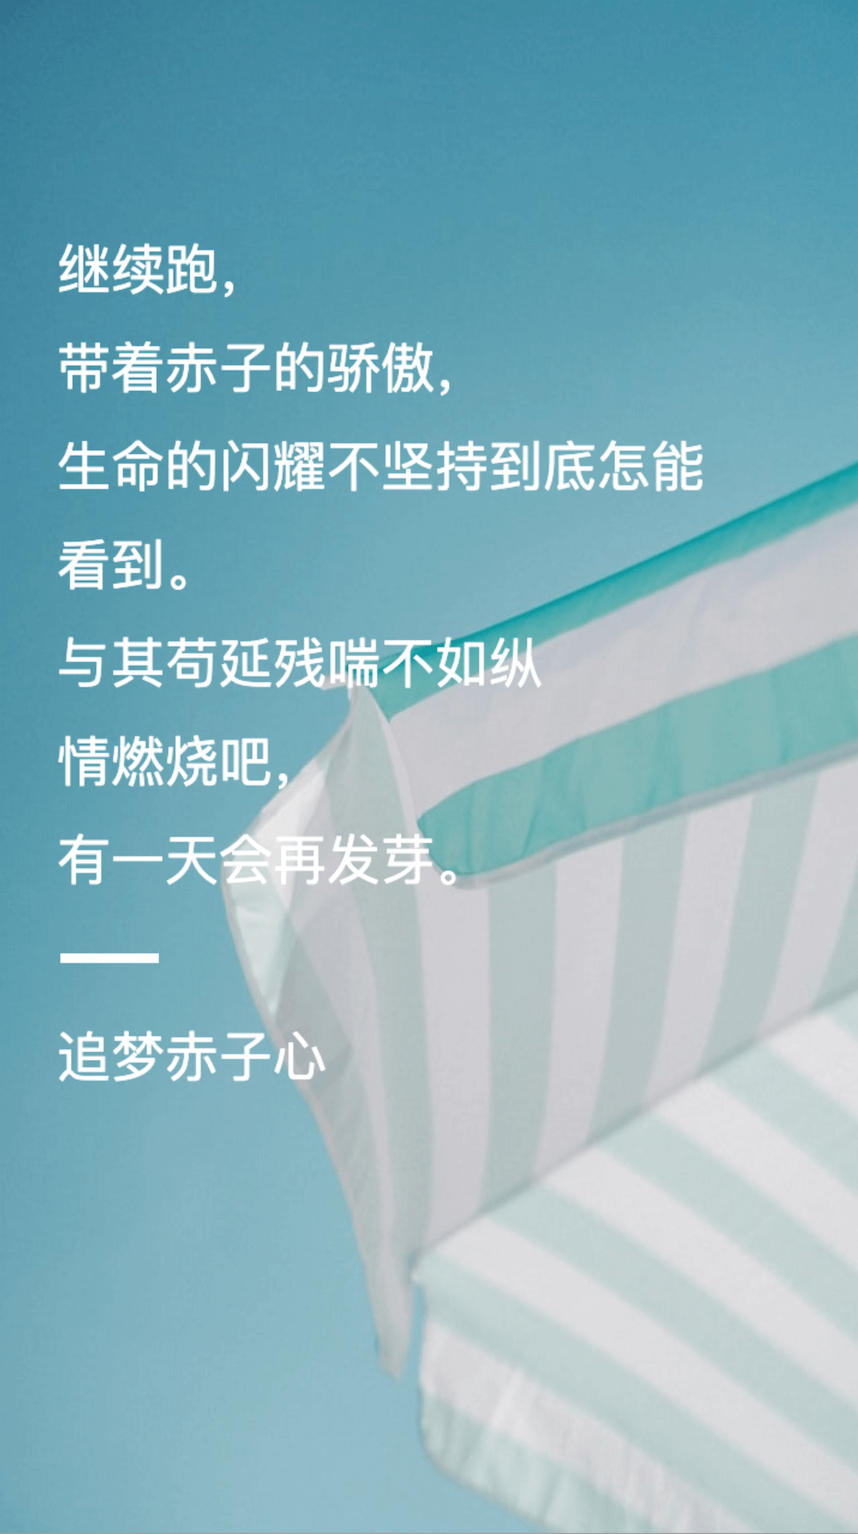 继续跑，
带着赤子的骄傲，
生命的闪耀不坚持到底怎能
看到。
与其苟延残喘不如纵
情燃烧吧，
有一天会再发芽。
追梦赤子心